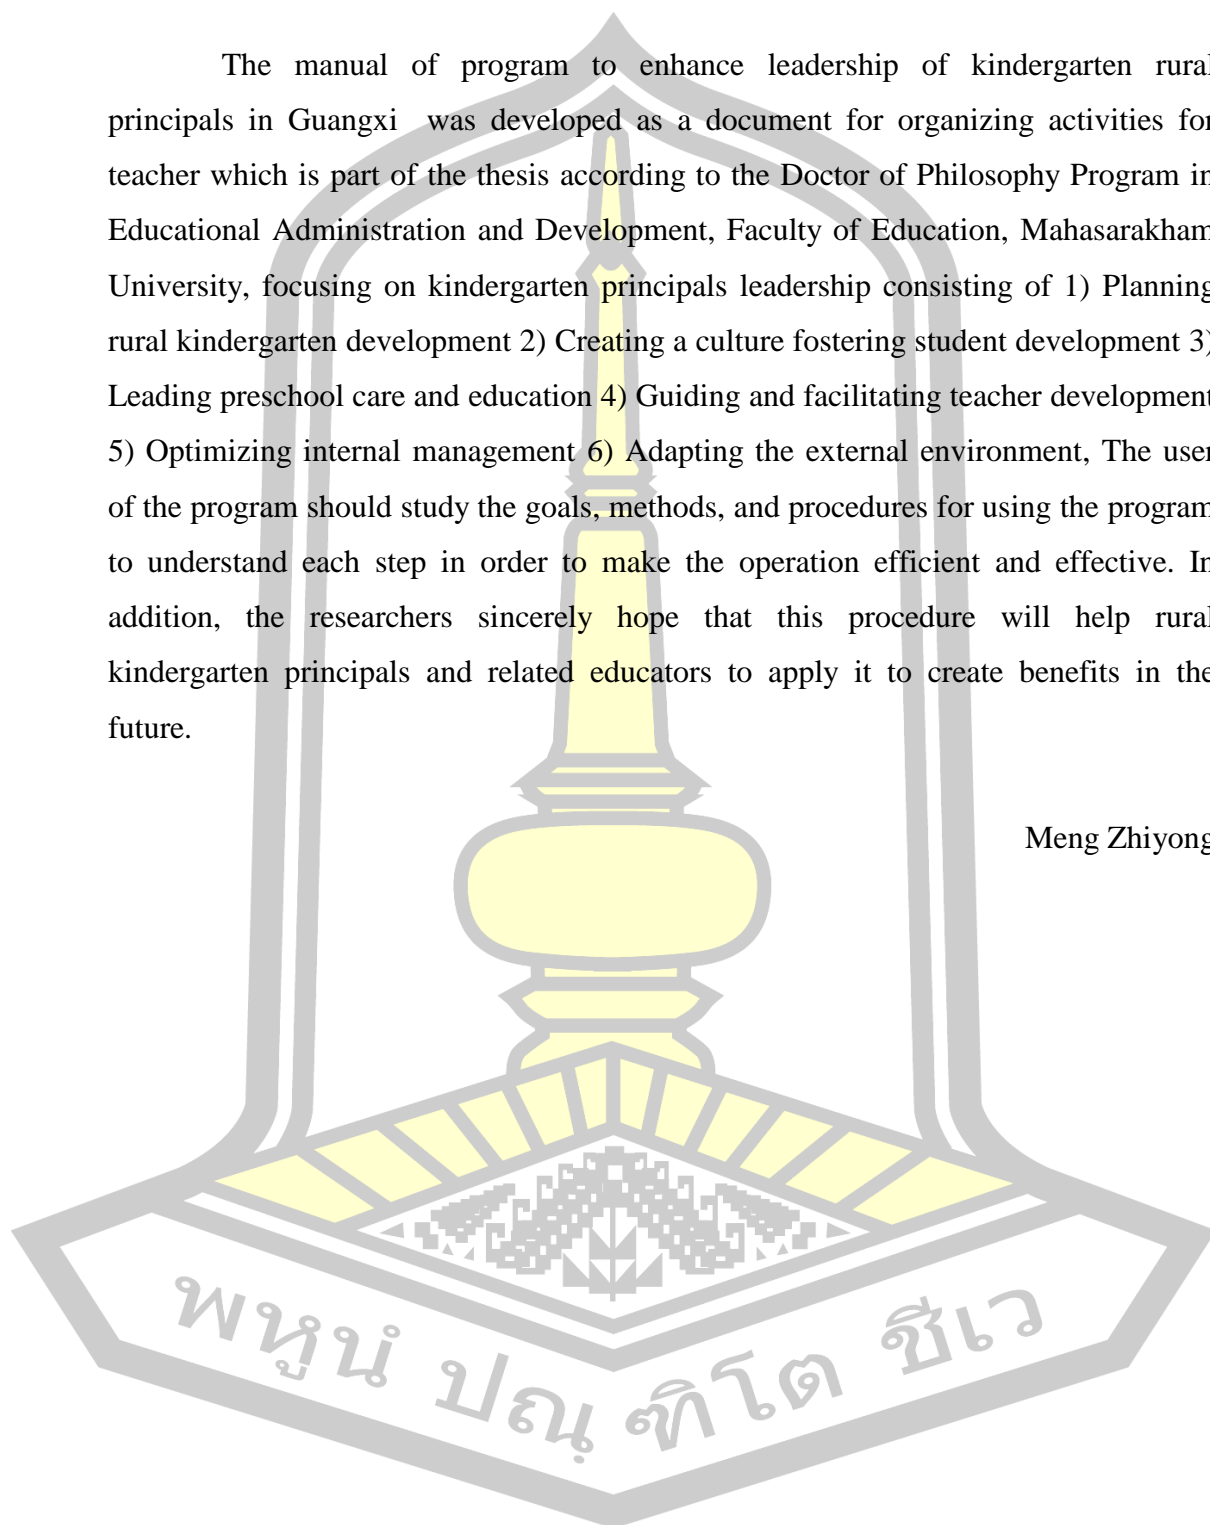 The manual of program to enhance leadership of kindergarten rural
principals in Guangxi was developed as a document for organizing activities for
teacher which is part of the thesis according to the Doctor of Philosophy Program in
Educational Administration and Development, Faculty of Education, Mahasarakham
University, focusing on kindergarten principals leadership consisting of 1) Planning
rural kindergarten development 2) Creating a culture fostering student development 3)
Leading preschool care and education 4) Guiding and facilitating teacher development
5) Optimizing internal management 6) Adapting the external environment, The user
of the program should study the goals, methods, and procedures for using the program
to understand each step in order to make the operation efficient and effective. In
addition, the researchers sincerely hope that this procedure will help rural
kindergarten principals and related educators to apply it to create benefits in the
future.
Meng Zhiyong
พหูนํ ปณฺฑิโต ชีเว